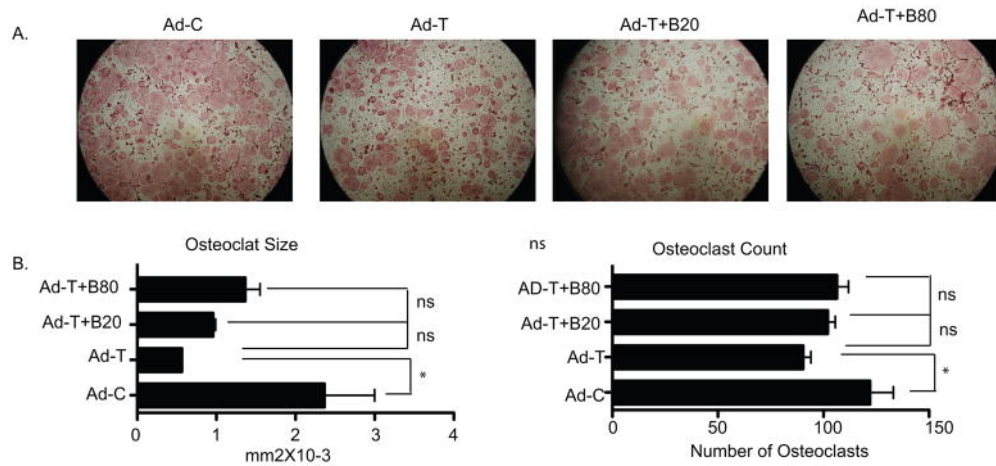 A.
Ad-C
Ad-T
Ad-T+B20
Ad-T+B80
B.
Osteoclat Size
Ad-T+B80
Ad-T+B20
Ad-T
Ad-C
ns
ns
*
0 1 2 3 4
mm2X10-3
ns
Osteoclast Count
AD-T+B80
Ad-T+B20
Ad-T
Ad-C
ns
ns
*
0 50 100 150
Number of Osteoclasts